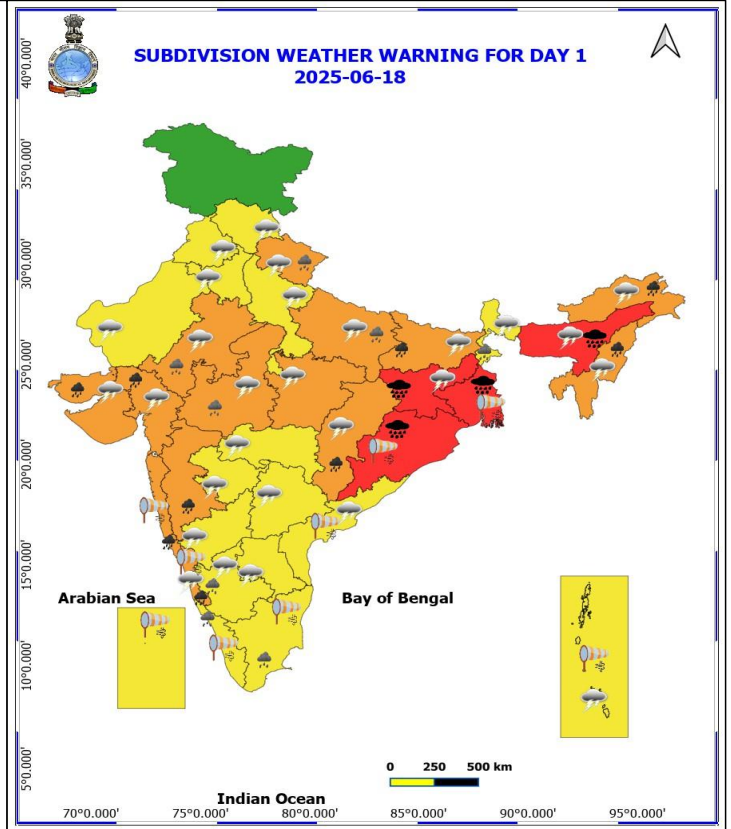 SUBDIVISION WEATHER WARNING FOR DAY 1
2025-06-18
40°0.000'
35°0.000'
30°0.000'
25°0.000'
20°0.000'
15°0.000'
10°0.000'
5°0.000'
Arabian Sea
Bay of Bengal
0 250 500 km
Indian Ocean
70°0.000' 75°0.000' 80°0.000' 85°0.000' 90°0.000' 95°0.000'